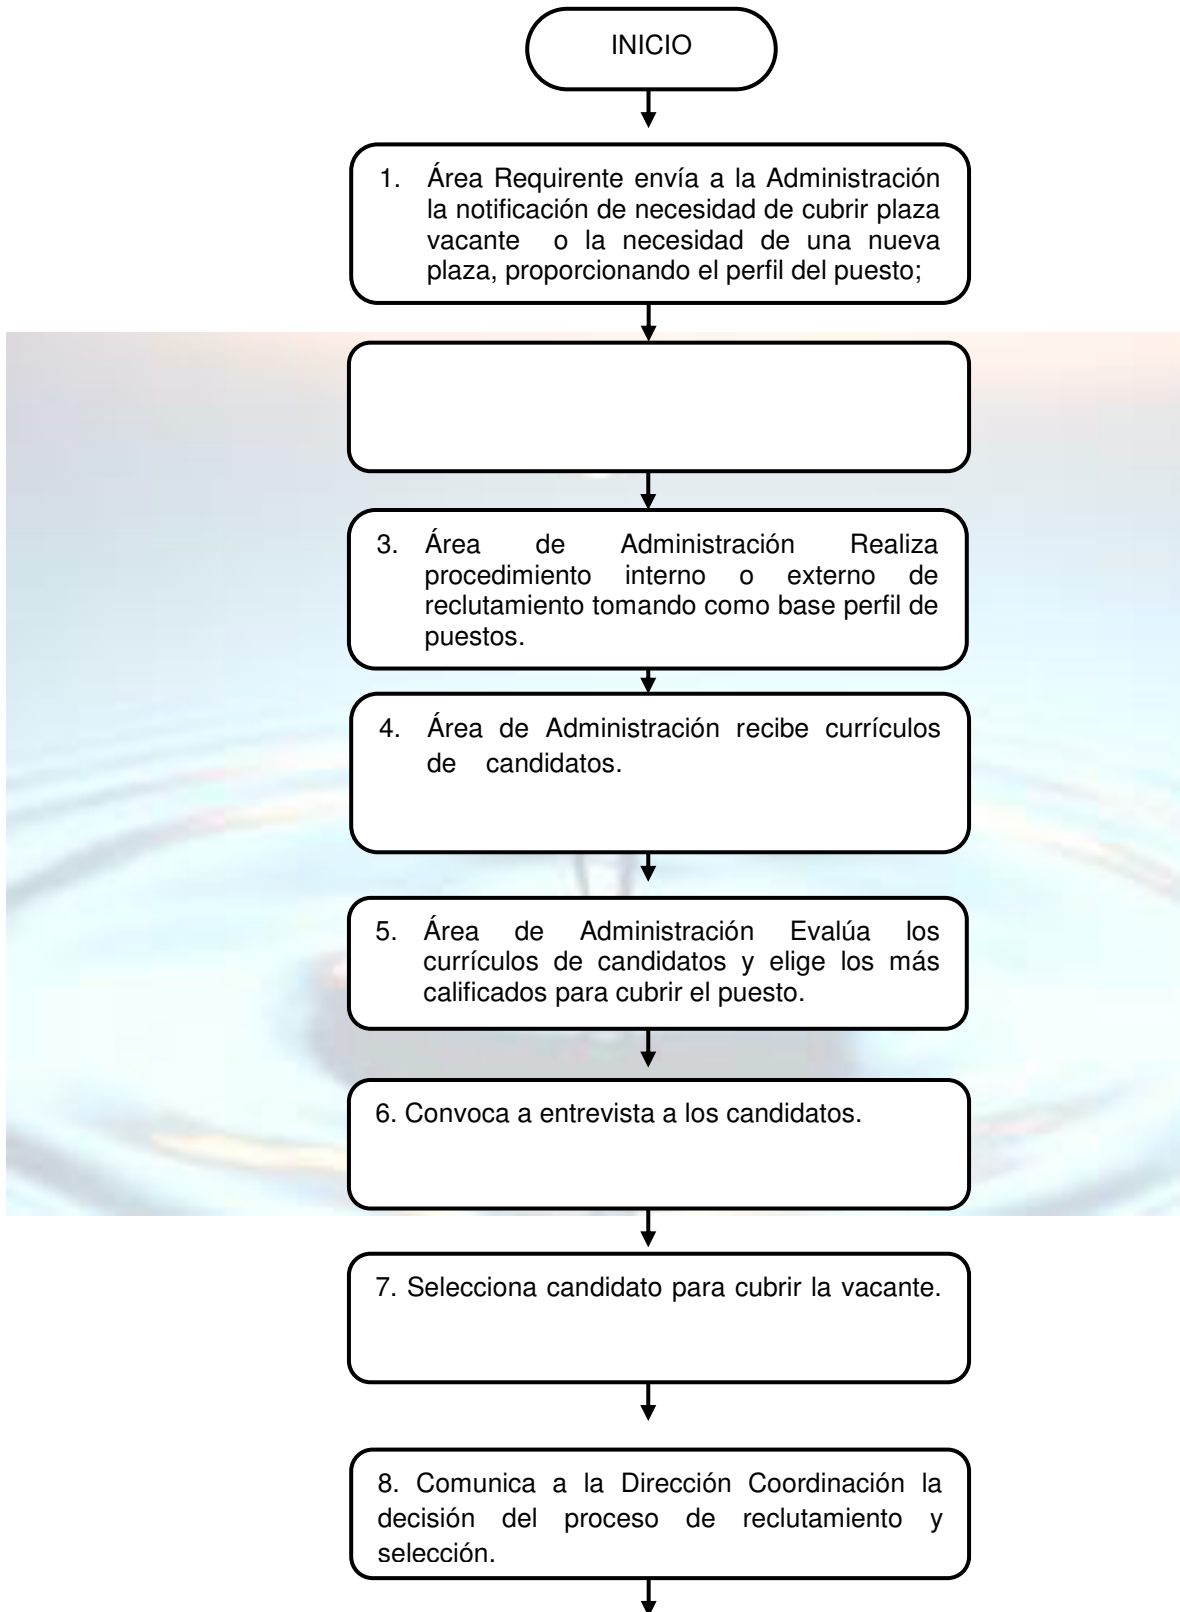 INICIO
1. Área Requirente envía a la Administración
la notificación de necesidad de cubrir plaza
vacante o la necesidad de una nueva
plaza, proporcionando el perfil del puesto;
3. Área de Administración Realiza
procedimiento interno o externo de
reclutamiento tomando como base perfil de
puestos.
4. Área de Administración recibe currículos
de candidatos.
5. Área de Administración Evalúa los
currículos de candidatos y elige los más
calificados para cubrir el puesto.
6. Convoca a entrevista a los candidatos.
7. Selecciona candidato para cubrir la vacante.
8. Comunica a la Dirección Coordinación la
decisión del proceso de reclutamiento y
selección.